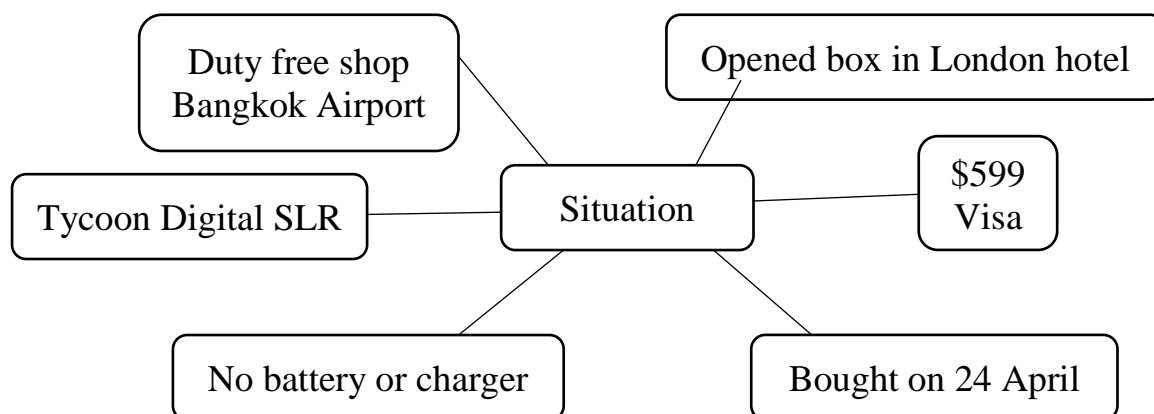 Duty free shop
Bangkok Airport
Opened box in London hotel
Tycoon Digital SLR
Situation
$599
Visa
No battery or charger
Bought on 24 April